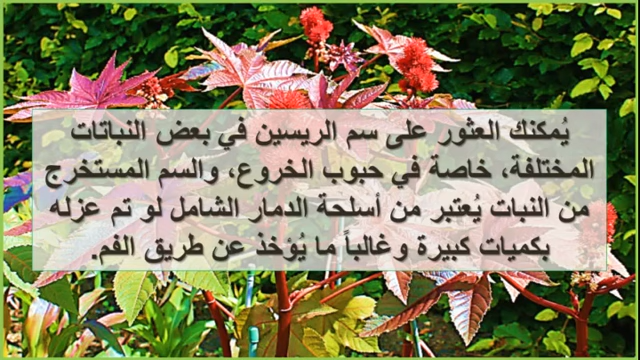 يُمكنك العثور على سم الريسين في بعض النباتات
المختلفة، خاصة في حبوب الخروع، والسم المستخرج
من النبات يُعتبر من أسلحة الدمار الشامل لو تم عزله
بكميات كبيرة وغالباً ما يُؤخذ عن طريق الفم.